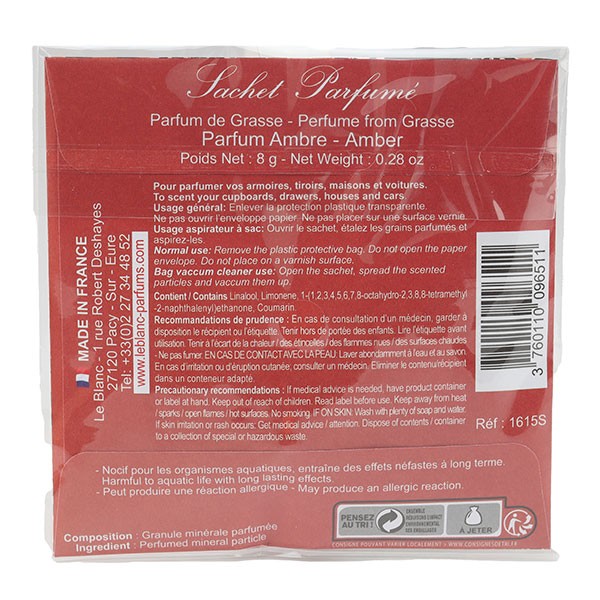 Sachet Parfumé
Parfum de Grasse - Perfume from Grasse
Parfum Ambre - Amber
Poids Net : 8 g - Net Weight : 0.28 oz
Pour parfumer vos armoires, tiroirs, maisons et voitures.
To scent your cupboards, drawers, houses and cars.
Usage général: Enlever la protection plastique transparente.
Ne pas ouvrir l'enveloppe papier. Ne pas placer sur une surface vernie.
Usage aspirateur à sac: Ouvrir le sachet, étalez les grains parfumés et
aspirez-les.
Normal use: Remove the plastic protective bag. Do not open the paper
envelope. Do not place on a varnish surface.
Bag vaccum cleaner use: Open the sachet, spread the scented
particles and vaccum them up.
Content / Contains Linalool, Limonene, 1-(1,2,3,4,5,6,7,8-octahydro-2,3,8,8-tetramethyl
-2-naphthalenyl)ethanone, Coumarin
Recommandations de prudence : En cas de consultation d'un médecin, garder à
disposition le récipient ou l'étiquette. Tenir hors de portée des enfants. Lire l'étiquette avant
utilisation. Tenir à l'écart de la chaleur / des étincelles / des flammes nues / des surfaces chaudes
- Ne pas fumer. EN CAS DE CONTACT AVEC LA PEAU: Laver abondamment à l'eau et au savon.
En cas d'irritation ou d'éruption cutanée; consulter un médecin. Eliminer le contenu/récipient
dans un conteneur adapté.
Precautionary recommendations : If medical advice is needed, have product container
or label at hand. Keep out of reach of children. Read label before use. Keep away from heat
/ sparks / open flames / hot surfaces. No smoking. IF ON SKIN: Wash with plenty of soap and water.
If skin irritation or rash occurs: Get medical advice / attention. Dispose of contents / container
to a collection of special or hazardous waste.
MADE IN FRANCE
Le Blanc - 1 rue Robert Deshayes
27120 Pacy - Sur - Eure
Tel: +33(0)2 27 34 48 52
www.leblanc-parfums.com
3 760110 096511
Réf : 1615S
- Nocif pour les organismes aquatiques, entraîne des effets néfastes à long terme.
Harmful to aquatic life with long lasting effects.
- Peut produire une réaction allergique - May produce an allergic reaction.
Composition : Granule minérale parfumée
Ingredient : Perfumed mineral particle
PENSEZ
AU TRI !
ENSEMBLE
RÉDUISONS L'IMPACT
ENVIRONNEMENTAL
DES EMBALLAGES
À JETER
CONSIGNE POUVANT VARIER LOCALEMENT > WWW.CONSIGNESDETRI.FR